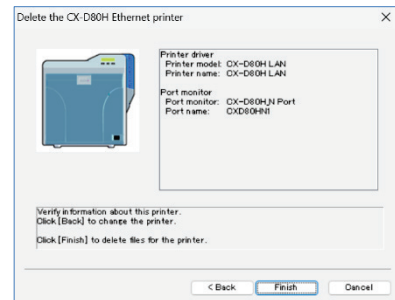 Delete the CX-D80H Ethernet printer
Printer driver
Printer model: CX-D80H LAN
Printer name: CX-D80H LAN
Port monitor
Port monitor: CX-D80H_N Port
Port name: CXD80HN1
Verify information about this printer.
Click [Back] to change the printer.
Click [Finish] to delete files for the printer.
< Back
Finish
Cancel